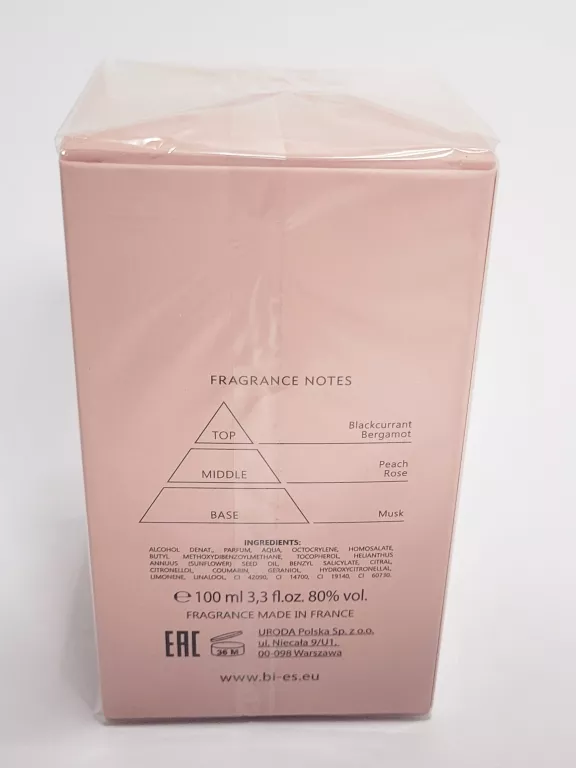 FRAGRANCE NOTES
TOP
Blackcurrant
Bergamot
MIDDLE
Peach
Rose
BASE
Musk
INGREDIENTS:
ALCOHOL DENAT., PARFUM, AQUA, OCTOCRYLENE, HOMOSALATE,
BUTYL METHOXYDIBENZOYLMETHANE, TOCOPHEROL, HELIANTHUS
ANNUUS (SUNFLOWER) SEED OIL, BENZYL SALICYLATE, CITRAL,
CITRONELLOL, COUMARIN, GERANIOL, HYDROXYCITRONELLAL,
LIMONENE, LINALOOL, CI 42090, CI 14700, CI 19140, CI 60730.
℮ 100 ml 3,3 fl.oz. 80% vol.
FRAGRANCE MADE IN FRANCE
EAC
36 M
URODA Polska Sp. z o.o.
ul. Niecała 9/U1,
00-098 Warszawa
www.bi-es.eu